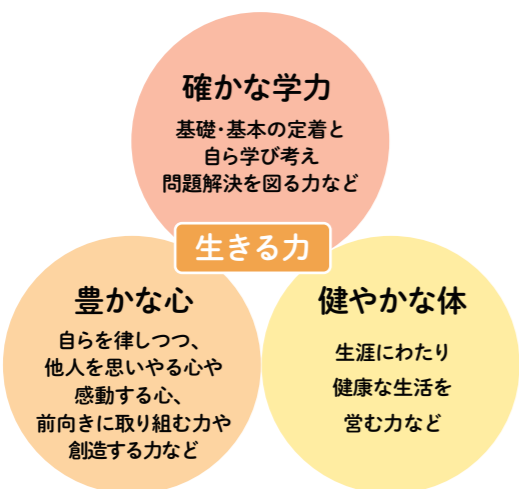 確かな学力
基礎・基本の定着と
自ら学び考え
問題解決を図る力など
生きる力
豊かな心
自らを律しつつ、
他人を思いやる心や
感動する心、
前向きに取り組む力や
創造する力など
健やかな体
生涯にわたり
健康な生活を
営む力など